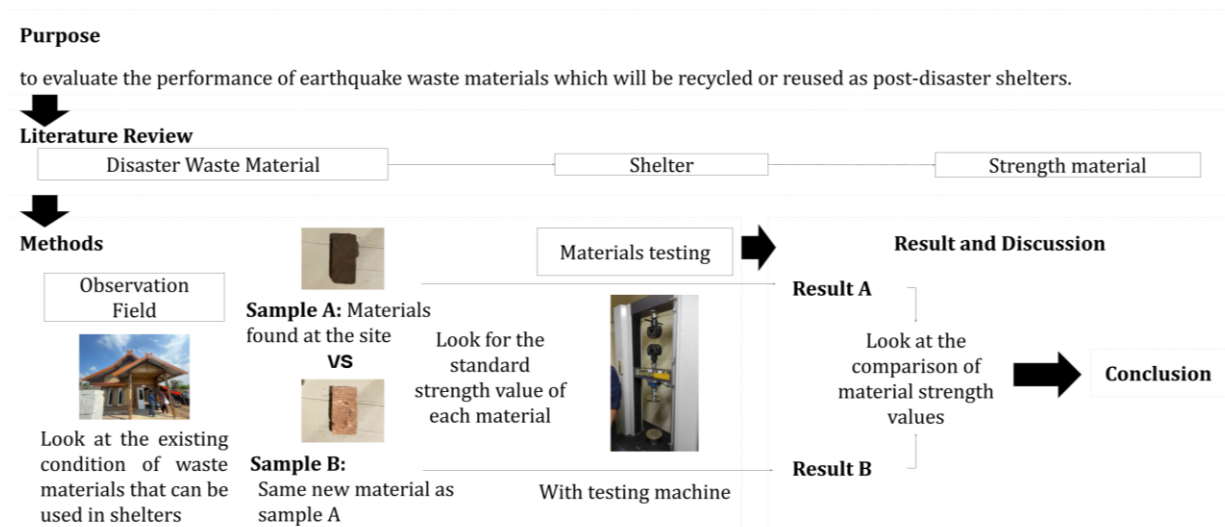 Purpose
to evaluate the performance of earthquake waste materials which will be recycled or reused as post-disaster shelters.
Literature Review
Disaster Waste Material
Shelter
Strength material
Methods
Observation
Field
Look at the existing
condition of waste
materials that can be
used in shelters
Sample A: Materials
found at the site
VS
Sample B:
Same new material as
sample A
Look for the
standard
strength value of
each material
Materials testing
With testing machine
Result and Discussion
Result A
Look at the
comparison of
material strength
values
Result B
Conclusion